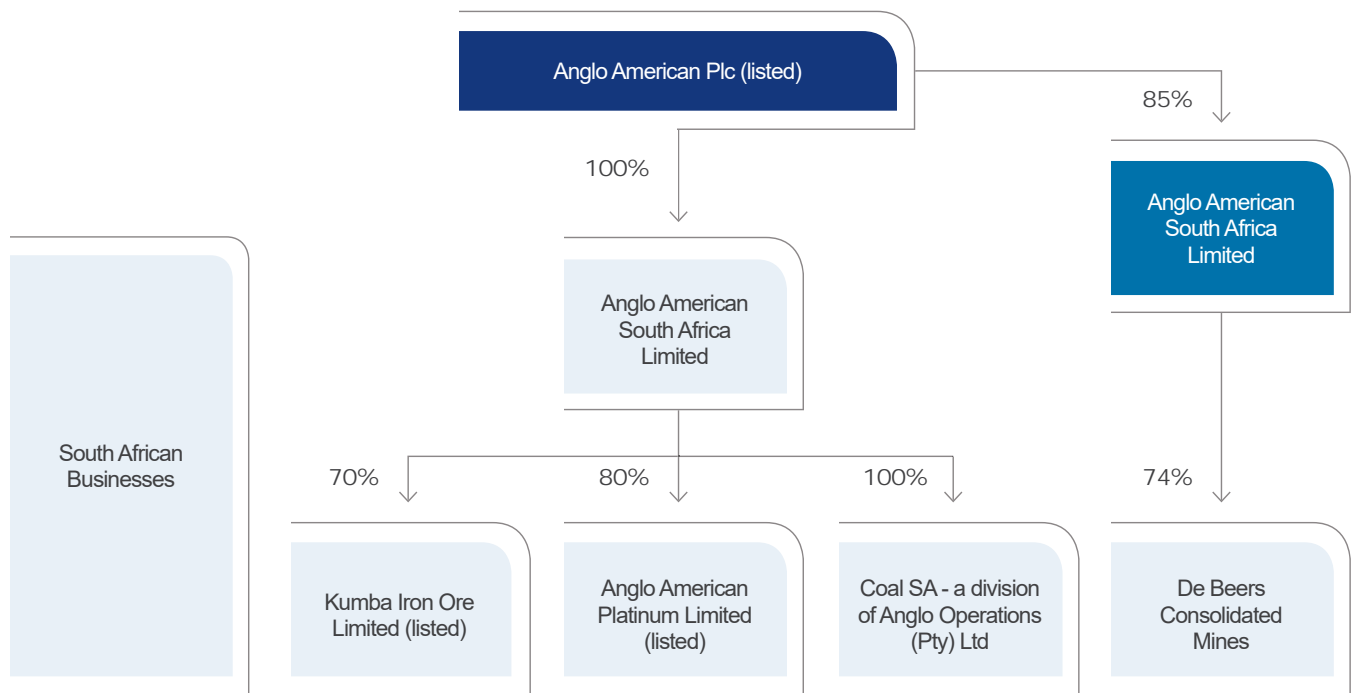 Anglo American Plc (listed)
85%
100%
Anglo American
South Africa
Limited
Anglo American
South Africa
Limited
South African
Businesses
70%
80%
100%
74%
Kumba Iron Ore
Limited (listed)
Anglo American
Platinum Limited
(listed)
Coal SA - a division
of Anglo Operations
(Pty) Ltd
De Beers
Consolidated
Mines